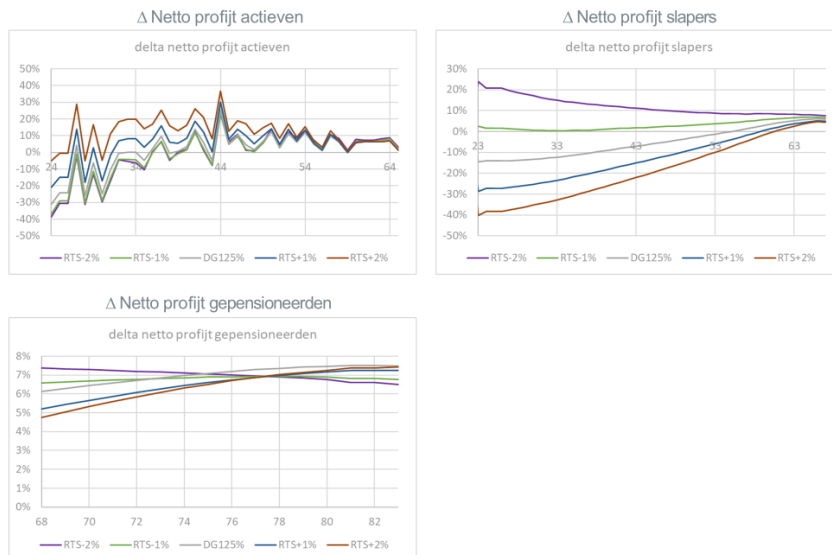 Δ Netto profijt actieven
delta netto profijt actieven
50%
40%
30%
20%
10%
0%
-10%
-20%
-30%
-40%
-50%
24 34 44 54 64
RTS-2% RTS-1% DG125% RTS+1% RTS+2%
Δ Netto profijt slapers
delta netto profijt slapers
30%
20%
10%
0%
-10%
-20%
-30%
-40%
-50%
23 33 43 53 63
RTS-2% RTS-1% DG125% RTS+1% RTS+2%
Δ Netto profijt gepensioneerden
delta netto profijt gepensioneerden
8%
7%
6%
5%
4%
3%
2%
1%
0%
68 70 72 74 76 78 80 82
RTS-2% RTS-1% DG125% RTS+1% RTS+2%